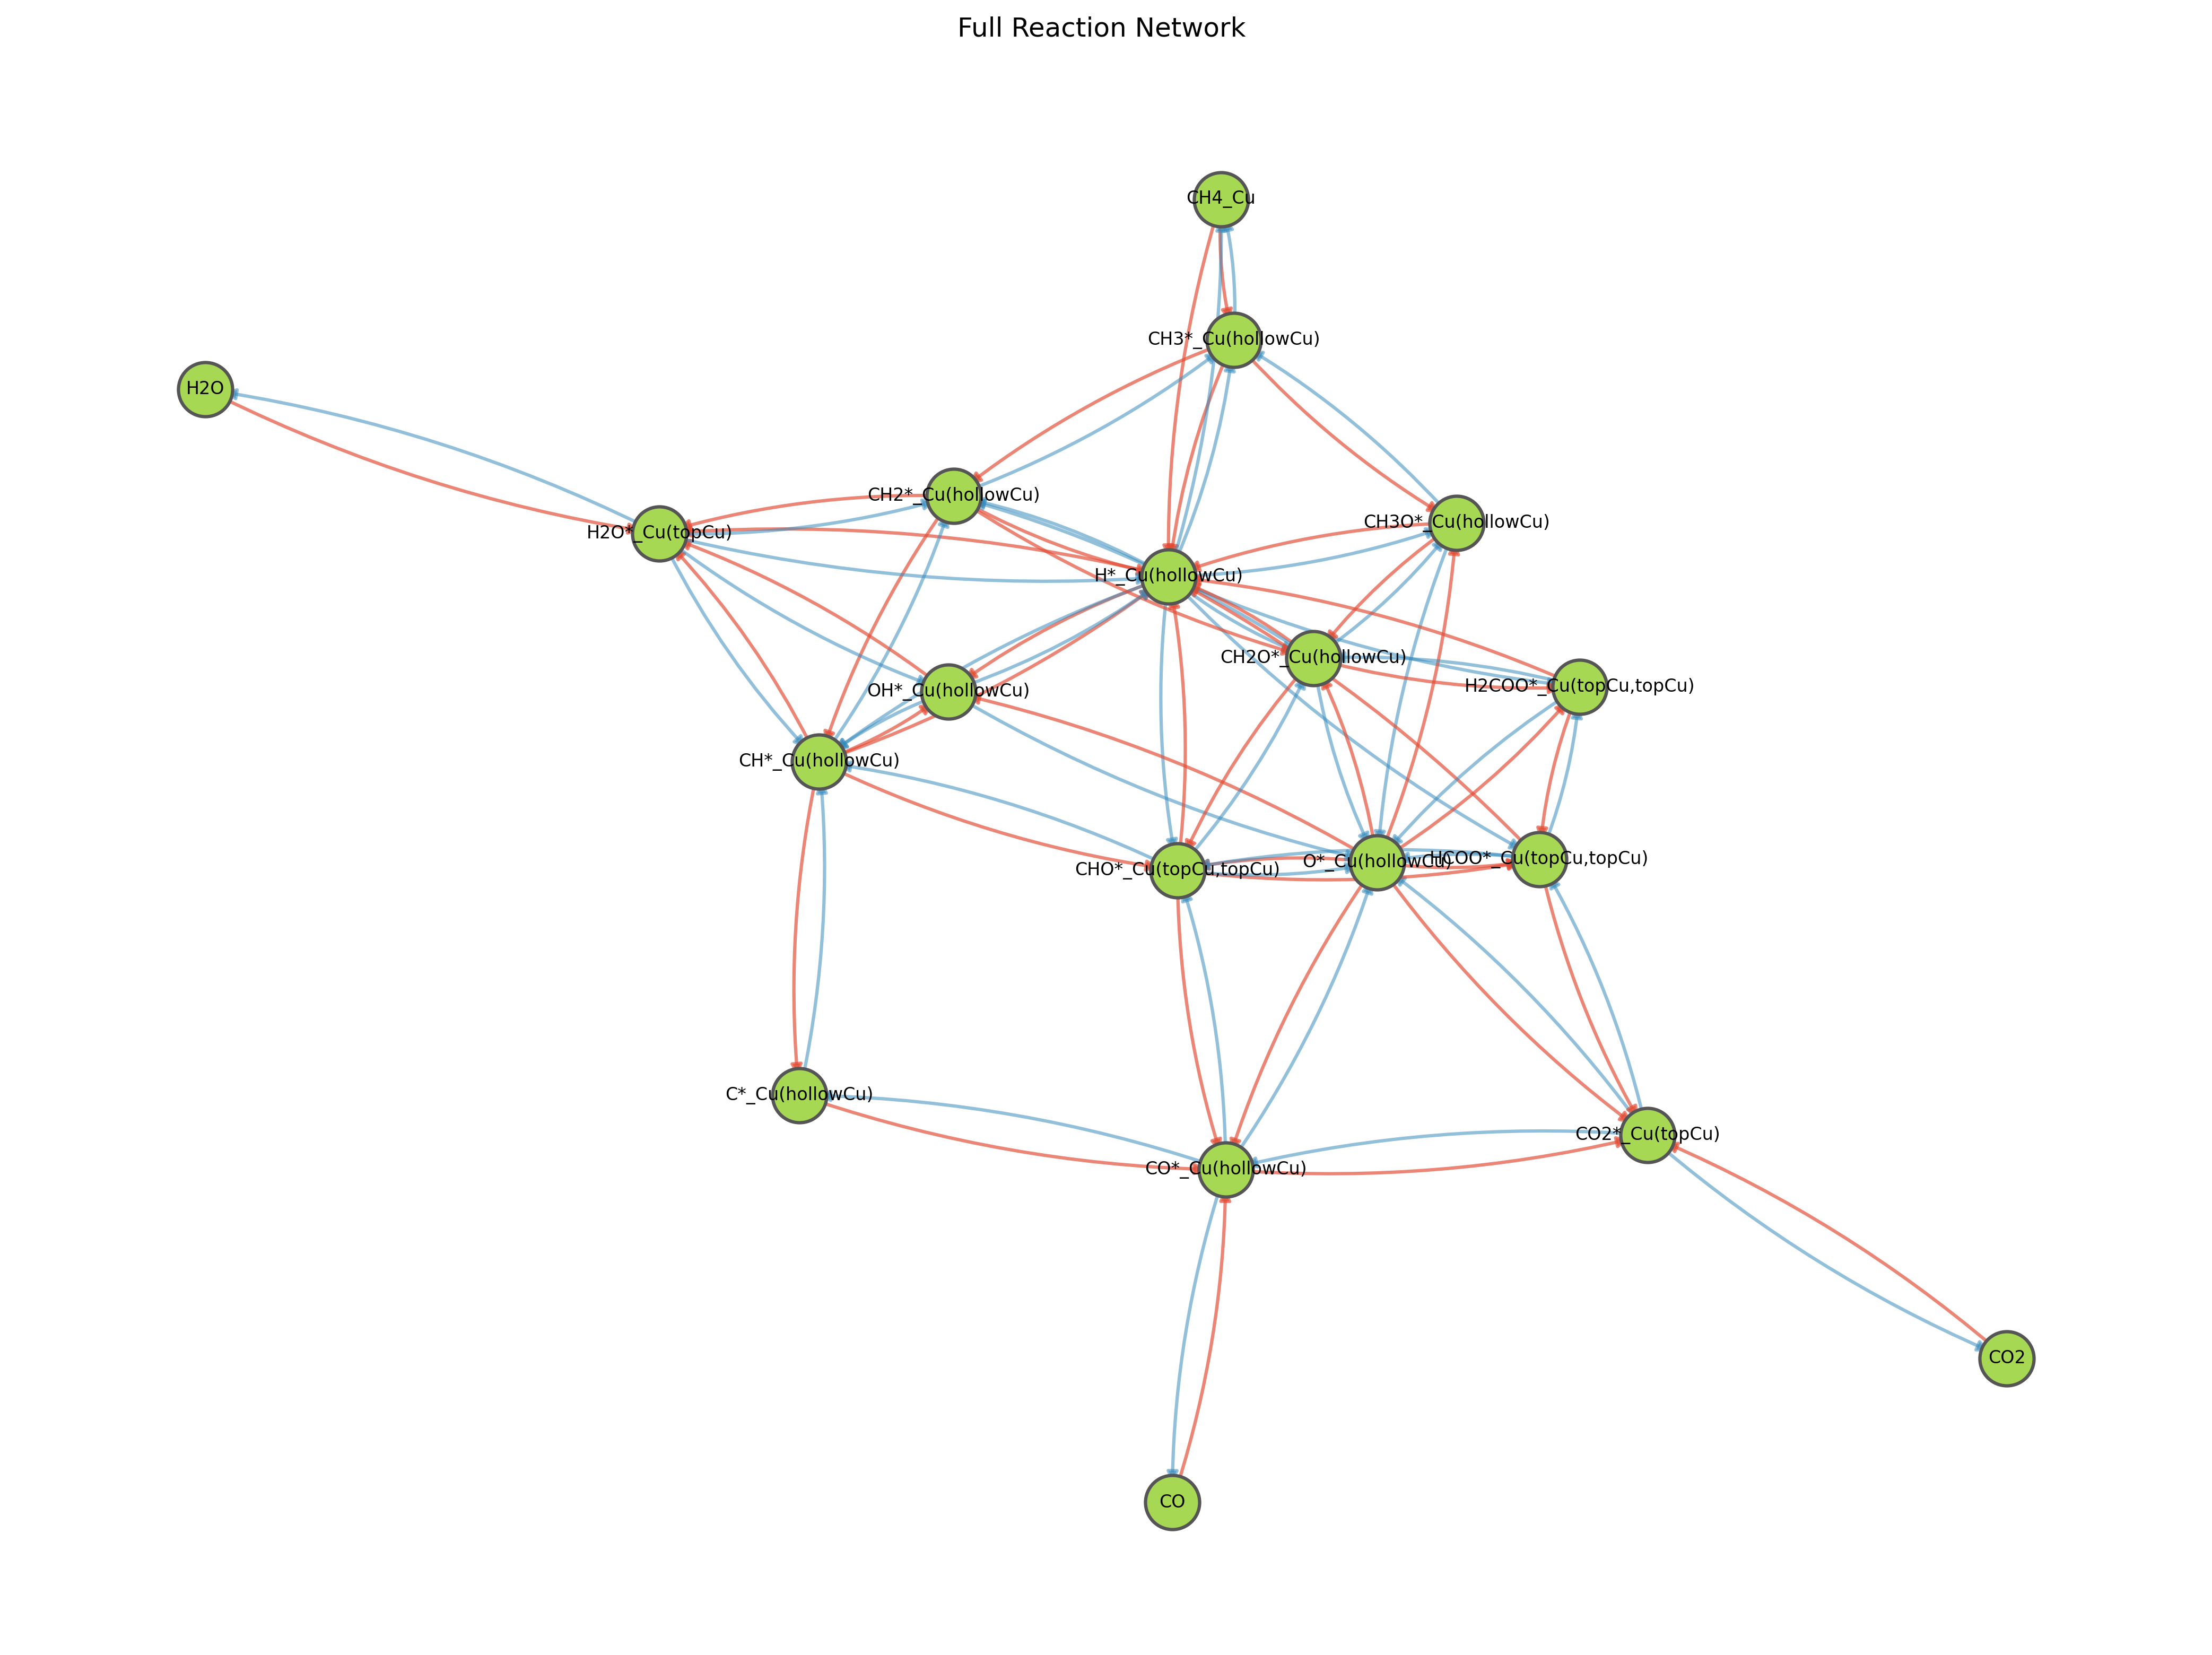 Full Reaction Network
CH4_Cu
CH3*_Cu(hollowCu)
H2O
CH2*_Cu(hollowCu)
CH3O*_Cu(hollowCu)
H2O*_Cu(topCu)
H*_Cu(hollowCu)
CH2O*_Cu(hollowCu)
H2COO*_Cu(topCu,topCu)
OH*_Cu(hollowCu)
CH*_Cu(hollowCu)
HCOO*_Cu(topCu,topCu)
O*_Cu(hollowCu)
CHO*_Cu(topCu,topCu)
C*_Cu(hollowCu)
CO2*_Cu(topCu)
CO*_Cu(hollowCu)
CO2
CO